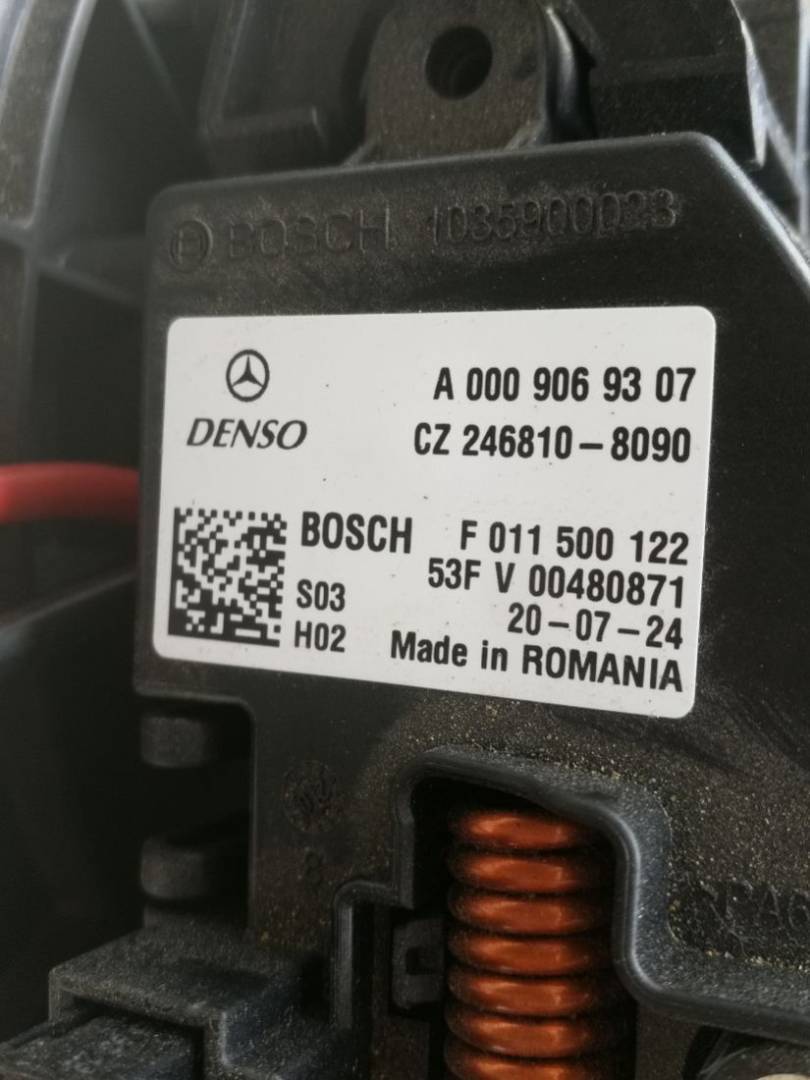 BOSCH 1035900023
A 000 906 93 07
DENSO
CZ 246810-8090
BOSCH F 011 500 122
S03 53F V 00480871
20-07-24
H02 Made in ROMANIA